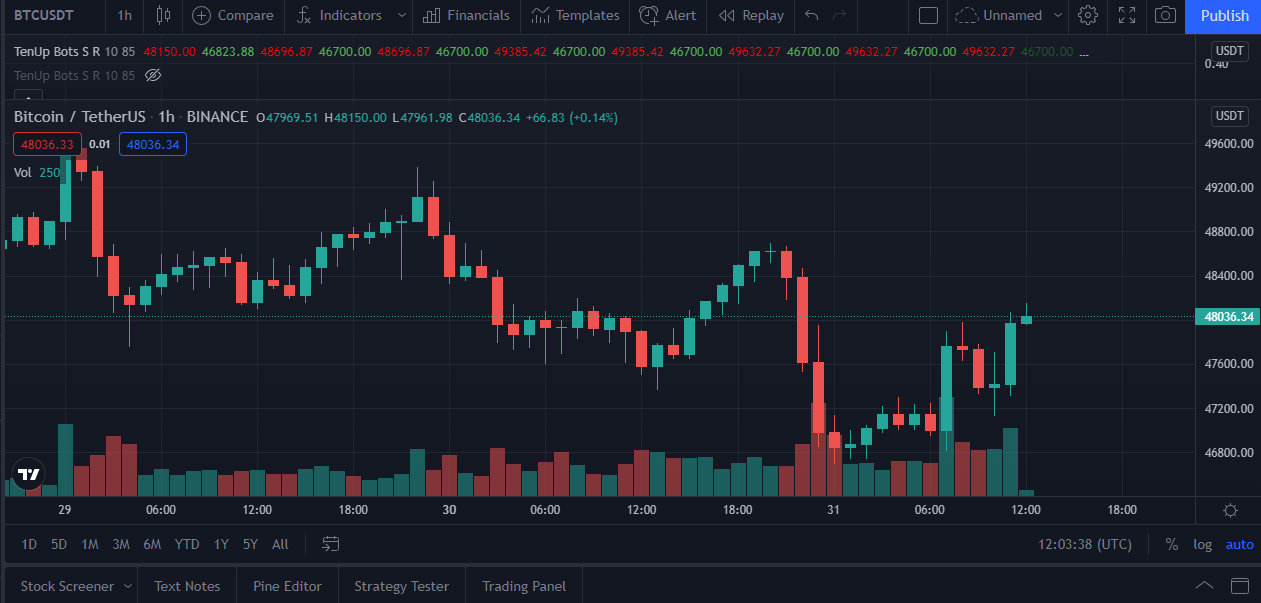 BTCUSDT 1h Compare Indicators Financials Templates Alert Replay Unnamed Publish
TenUp Bots S R 10 85 48150.00 46823.88 48696.87 46700.00 48696.87 46700.00 49385.42 46700.00 49385.42 46700.00 49632.27 46700.00 49632.27 46700.00 49632.27 46700.00 ... USDT
0.40
TenUp Bots S R 10 85
Bitcoin / TetherUS · 1h · BINANCE O47969.51 H48150.00 L47961.98 C48036.34 +66.83 (+0.14%) USDT
48036.33 0.01 48036.34 49600.00
Vol 250
49200.00
48800.00
48400.00
48036.34
47600.00
47200.00
46800.00
29 06:00 12:00 18:00 30 06:00 12:00 18:00 31 06:00 12:00 18:00
1D 5D 1M 3M 6M YTD 1Y 5Y All 12:03:38 (UTC) % log auto
Stock Screener Text Notes Pine Editor Strategy Tester Trading Panel